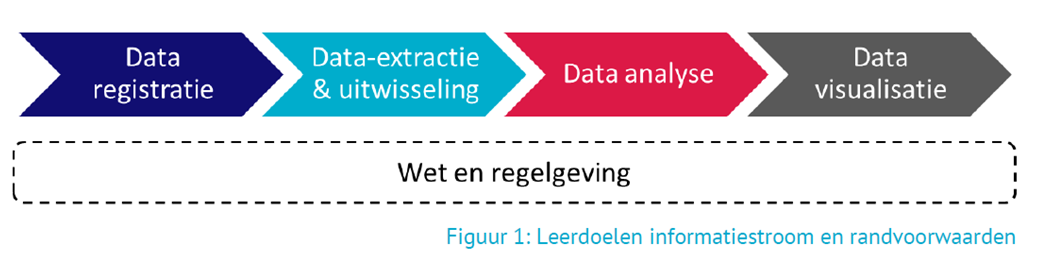 Data
registratie
Data-extractie
& uitwisseling
Data analyse
Data
visualisatie
Wet en regelgeving
Figuur 1: Leerdoelen informatiestroom en randvoorwaarden